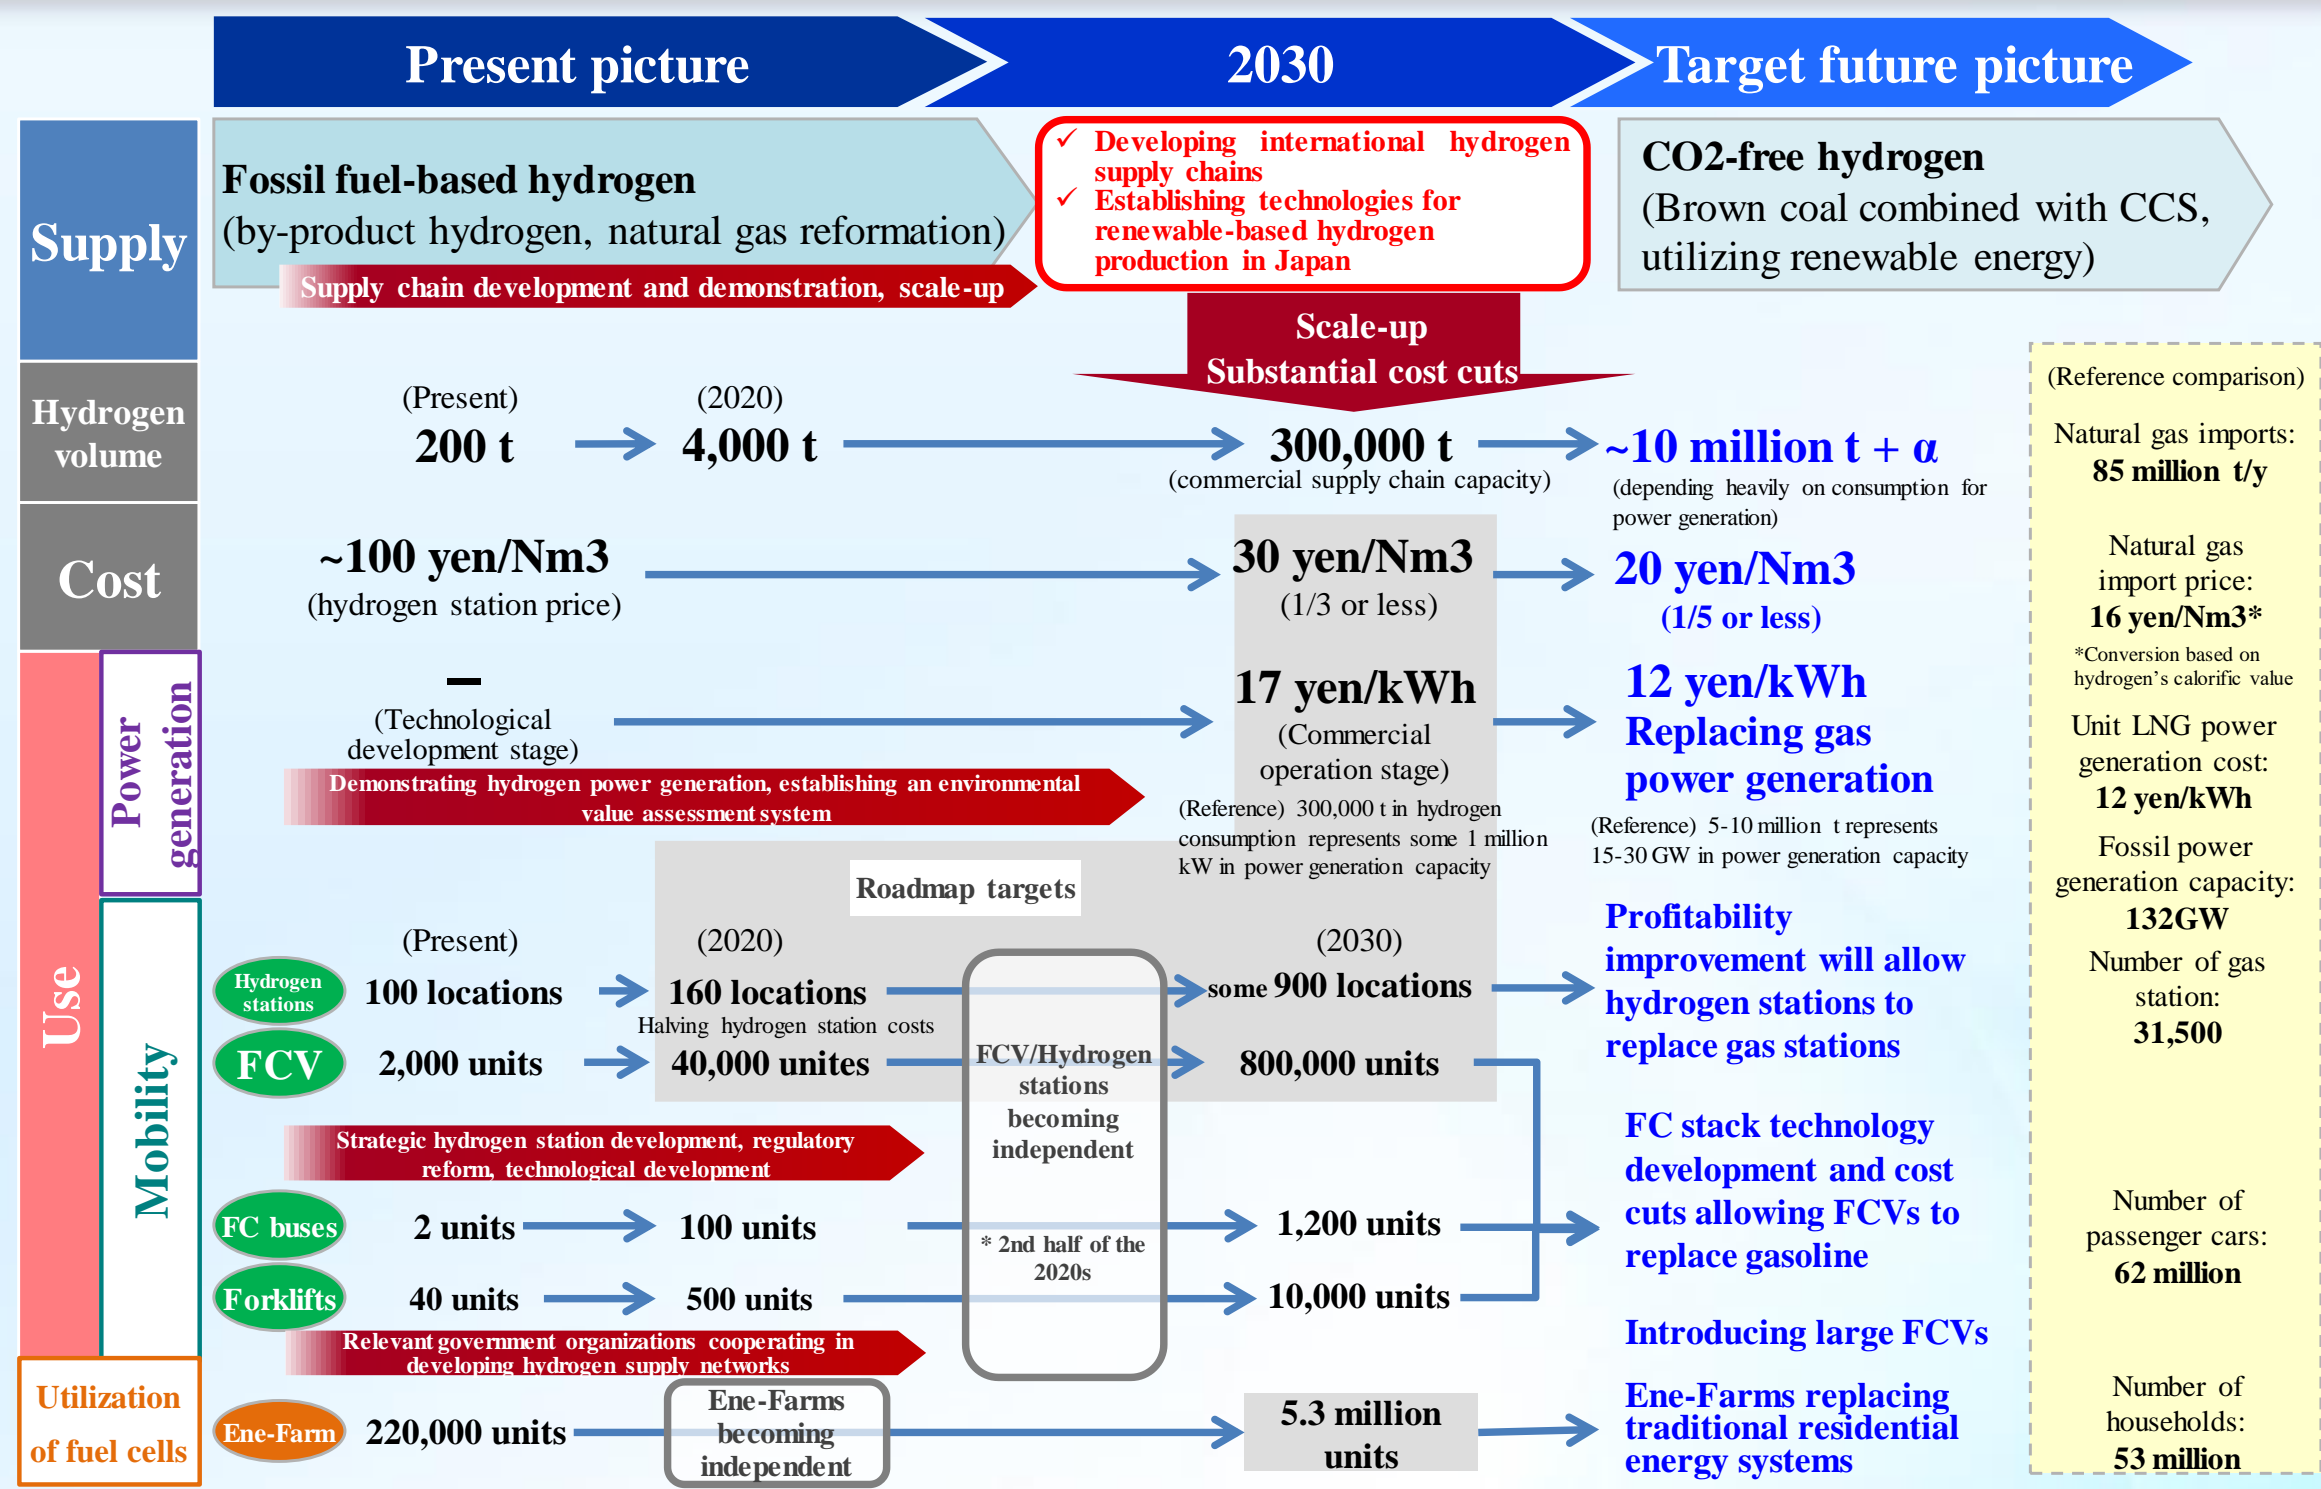 Present picture
2030
Target future picture
Supply
Fossil fuel-based hydrogen
(by-product hydrogen, natural gas reformation)
Supply chain development and demonstration, scale-up
✓ Developing international hydrogen
supply chains
✓ Establishing technologies for
renewable-based hydrogen
production in Japan
CO2-free hydrogen
(Brown coal combined with CCS,
utilizing renewable energy)
Scale-up
Substantial cost cuts
Hydrogen
volume
(Present)
200 t
(2020)
4,000 t
300,000 t
(commercial supply chain capacity)
~10 million t + α
(depending heavily on consumption for
power generation)
Cost
~100 yen/Nm3
(hydrogen station price)
30 yen/Nm3
(1/3 or less)
20 yen/Nm3
(1/5 or less)
Use
Power
generation
–
(Technological
development stage)
17 yen/kWh
(Commercial
operation stage)
12 yen/kWh
Replacing gas
power generation
Demonstrating hydrogen power generation, establishing an environmental
value assessment system
(Reference) 300,000 t in hydrogen
consumption represents some 1 million
kW in power generation capacity
(Reference) 5-10 million t represents
15-30 GW in power generation capacity
Mobility
Roadmap targets
(Present)
(2020)
(2030)
Hydrogen
stations
100 locations
160 locations
Halving hydrogen station costs
some 900 locations
Profitability
improvement will allow
hydrogen stations to
replace gas stations
FCV
2,000 units
40,000 unites
800,000 units
FCV/Hydrogen
stations
becoming
independent
* 2nd half of the
2020s
Strategic hydrogen station development, regulatory
reform, technological development
FC buses
2 units
100 units
1,200 units
FC stack technology
development and cost
cuts allowing FCVs to
replace gasoline
Forklifts
40 units
500 units
10,000 units
Introducing large FCVs
Relevant government organizations cooperating in
developing hydrogen supply networks
Utilization
of fuel cells
Ene-Farm
220,000 units
Ene-Farms
becoming
independent
5.3 million
units
Ene-Farms replacing
traditional residential
energy systems
(Reference comparison)
Natural gas imports:
85 million t/y
Natural gas
import price:
16 yen/Nm3*
*Conversion based on
hydrogen's calorific value
Unit LNG power
generation cost:
12 yen/kWh
Fossil power
generation capacity:
132GW
Number of gas
station:
31,500
Number of
passenger cars:
62 million
Number of
households:
53 million